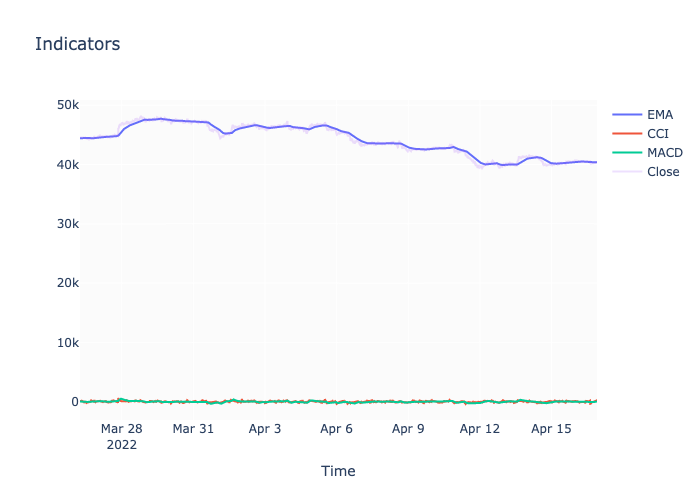 Indicators
50k
40k
30k
20k
10k
0
EMA
CCI
MACD
Close
Mar 28
2022
Mar 31
Apr 3
Apr 6
Apr 9
Apr 12
Apr 15
Time